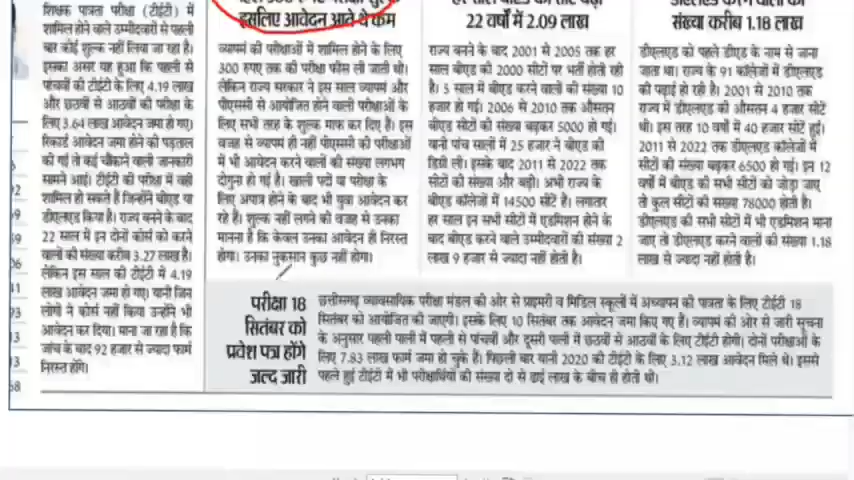 शिक्षक पात्रता परीक्षा (टीईटी) में
शामिल होने वाले उम्मीदवारों से पहली
बार कोई शुल्क नहीं लिया जा रहा है।
इसका असर यह हुआ कि पहली से
पांचवीं की टीईटी के लिए 4.19 लाख
और छठवीं से आठवीं की परीक्षा के
लिए 3.64 लाख आवेदन जमा हो गए)
रिकार्ड आवेदन जमा होने की पड़ताल
की गई तो कई चौंकाने वाली जानकारी
सामने आई। टीईटी की परीक्षा में वही
शामिल हो सकते हैं जिन्होंने बीएड या
डीएलएड किया है। राज्य बनने के बाद
22 साल में इन दोनों कोर्स को करने
वालों की संख्या करीब 3.27 लाख है।
लेकिन इस साल की टीईटी में 4.19
लाख आवेदन जमा हो गए) यानी जिन
लोगों ने कोर्स नहीं किया उन्होंने भी
आवेदन कर दिया। माना जा रहा है कि
जांच के बाद 92 हजार से ज्यादा फार्म
निरस्त होंगे।
इसलिए आवेदन आते थे कम
व्यापमं की परीक्षाओं में शामिल होने के लिए
300 रुपए तक की परीक्षा फीस ली जाती थी।
लेकिन राज्य सरकार ने इस साल व्यापमं और
पीएससी से आयोजित होने वाली परीक्षाओं के
लिए सभी तरह के शुल्क माफ कर दिए हैं। इस
वजह से व्यापमं ही नहीं पीएससी की परीक्षाओं
में भी आवेदन करने वालों की संख्या लगभग
दोगुना हो गई है। खाली पदों या परीक्षा के
लिए अपात्र होने के बाद भी युवा आवेदन कर
रहे हैं। शुल्क नहीं लगने की वजह से उनका
मानना है कि केवल उनका आवेदन ही निरस्त
होगा। उनका नुकसान कुछ नहीं होगा।
22 वर्षों में 2.09 लाख
राज्य बनने के बाद 2001 से 2005 तक हर
साल बीएड की 2000 सीटों पर भर्ती होती रही
है। 5 साल में बीएड करने वालों की संख्या 10
हजार हो गई। 2006 से 2010 तक औसतन
बीएड सीटों की संख्या बढ़कर 5000 हो गई।
यानी पांच सालों में 25 हजार ने बीएड की
डिग्री ली। इसके बाद 2011 से 2022 तक
सीटों की संख्या और बढ़ी। अभी राज्य के
बीएड कॉलेजों में 14500 सीटें है। लगातार
हर साल इन सभी सीटों में एडमिशन होने के
बाद बीएड करने वाले उम्मीदवारों की संख्या 2
लाख 9 हजार से ज्यादा नहीं होती है।
संख्या करीब 1.18 लाख
डीएलएड को पहले डीएड के नाम से जाना
जाता था। राज्य के 91 कॉलेजों में डीएलएड
की पढ़ाई हो रही है। 2001 से 2010 तक
राज्य में डीएलएड की औसतन 4 हजार सीटें
थी। इस तरह 10 वर्ष में 40 हजार सीटें हुई।
2011 से 2022 तक डीएलएड कॉलेजों में
सीटों की संख्या बढ़कर 6500 हो गई। इन 12
वर्षों में बीएड की सभी सीटों को जोड़ा जाए
तो कुल सीटों की संख्या 78000 होती है।
डीएलएड की सभी सीटों में भी एडमिशन माना
जाए तो डीएलएड करने वालों की संख्या 1.18
लाख से ज्यादा नहीं होती है।
परीक्षा 18
सितंबर को
प्रवेश पत्र होंगे
जल्द जारी
छत्तीसगढ़ व्यावसायिक परीक्षा मंडल की ओर से प्राइमरी व मिडिल स्कूलों में अध्यापन की पात्रता के लिए टीईटी 18
सितंबर को आयोजित की जाएगी। इसके लिए 10 सितंबर तक आवेदन जमा किए गए हैं। व्यापमं की ओर से जारी सूचना
के अनुसार पहली पाली में पहली से पांचवीं और दूसरी पाली में छठवीं से आठवीं के लिए टीईटी होगी। दोनों परीक्षाओं के
लिए 7.83 लाख फार्म जमा हो चुके हैं। पिछली बार यानी 2020 की टीईटी के लिए 3.12 लाख आवेदन मिले थे। इससे
पहले हुई टीईटी में भी परीक्षार्थियों की संख्या दो से ढाई लाख के बीच ही होती थी।